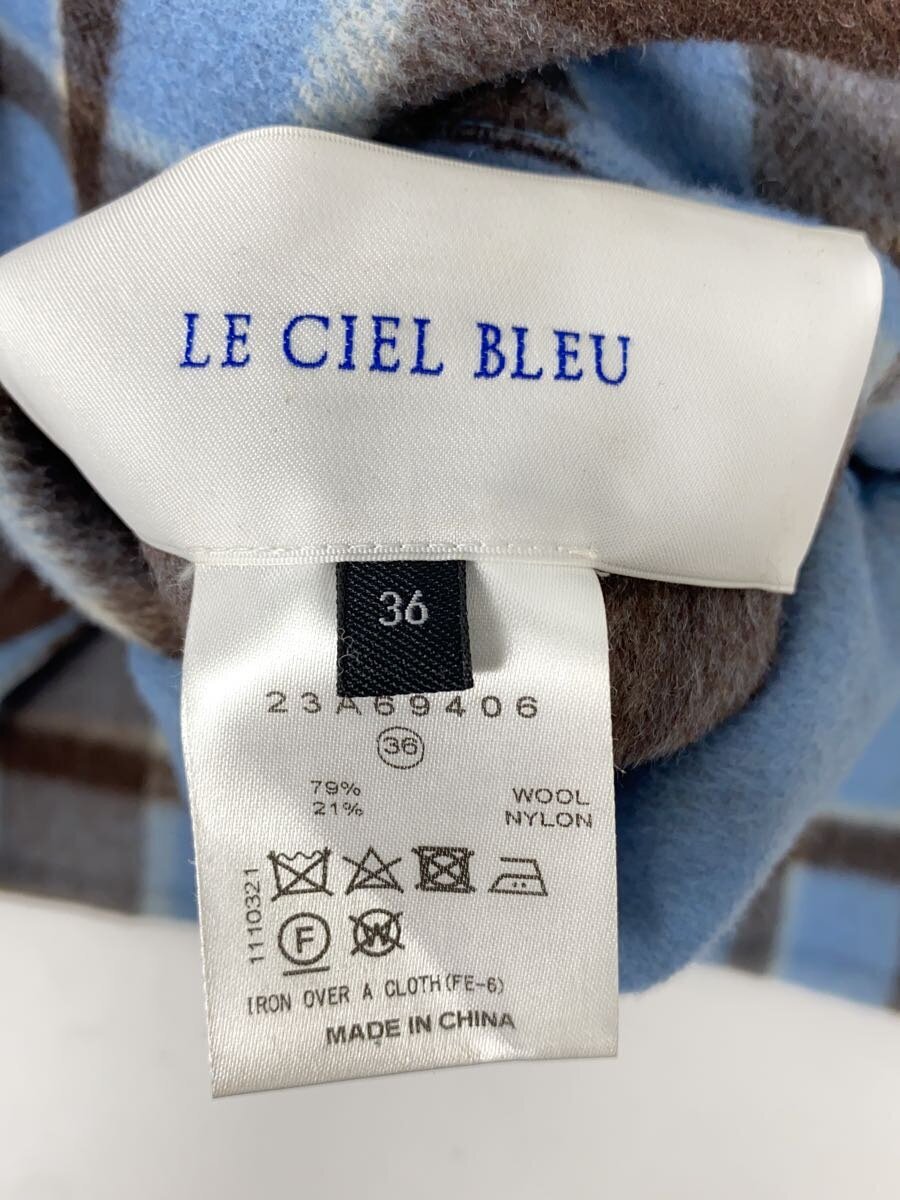 LE CIEL BLEU
36
23A69406
36
79% WOOL
21% NYLON
1110321
F W
IRON OVER A CLOTH(FE-6)
MADE IN CHINA